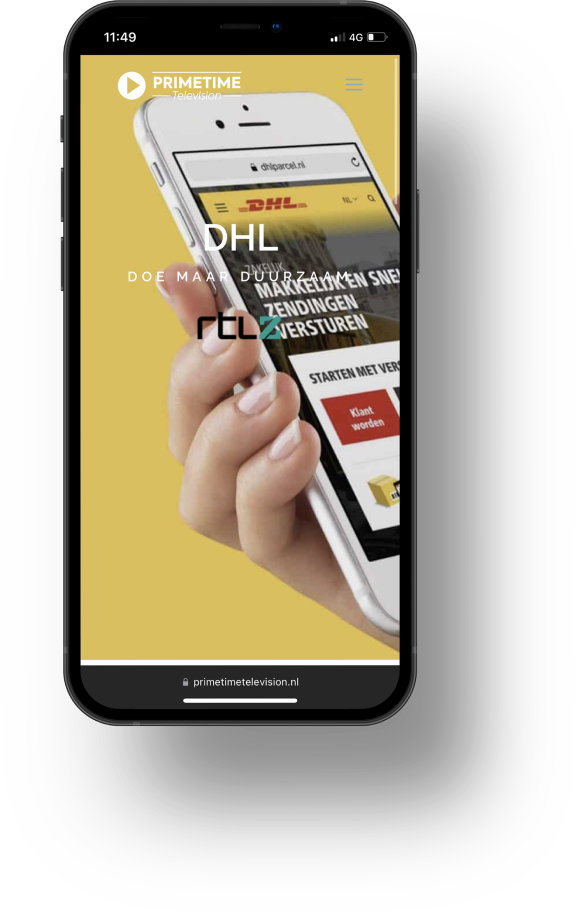 11:49
4G
PRIMETIME
Television
dhlparcel.nl
DHL
NL
DHL
ZAKELIJK
DOE MAAR DUURZAAM
MAKKELIJK EN SNE
ZENDINGEN
VERSTUREN
rtlz
STARTEN MET VER
Klant
worden
primetimetelevision.nl